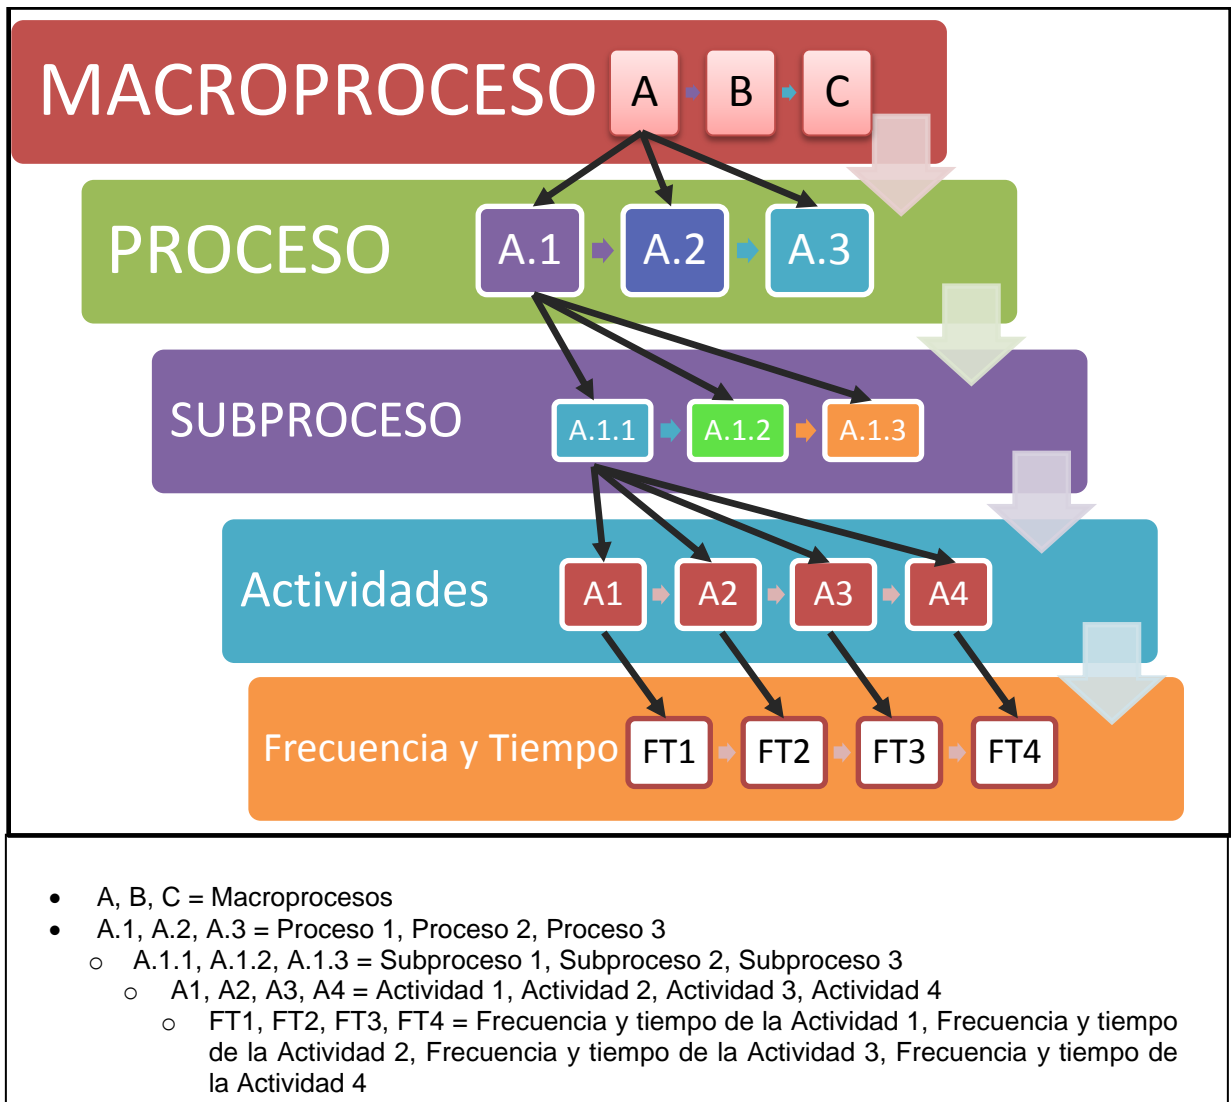 MACROPROCESO A B C
PROCESO A.1 A.2 A.3
SUBPROCESO A.1.1 A.1.2 A.1.3
Actividades A1 A2 A3 A4
Frecuencia y Tiempo FT1 FT2 FT3 FT4
• A, B, C = Macroprocesos
• A.1, A.2, A.3 = Proceso 1, Proceso 2, Proceso 3
o A.1.1, A.1.2, A.1.3 = Subproceso 1, Subproceso 2, Subproceso 3
o A1, A2, A3, A4 = Actividad 1, Actividad 2, Actividad 3, Actividad 4
o FT1, FT2, FT3, FT4 = Frecuencia y tiempo de la Actividad 1, Frecuencia y tiempo
de la Actividad 2, Frecuencia y tiempo de la Actividad 3, Frecuencia y tiempo de
la Actividad 4